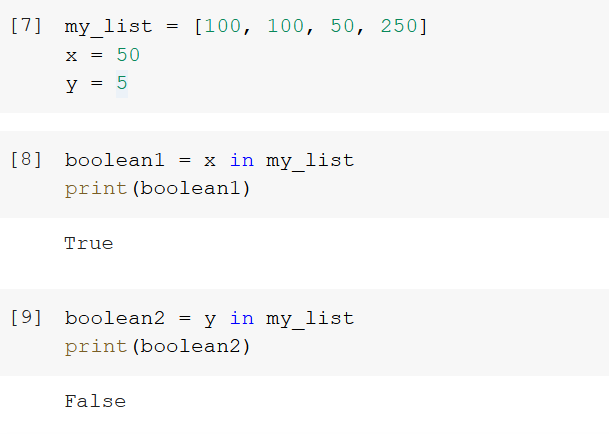 [7] my_list = [100, 100, 50, 250]
x = 50
y = 5
[8] boolean1 = x in my_list
print(boolean1)
True
[9] boolean2 = y in my_list
print(boolean2)
False